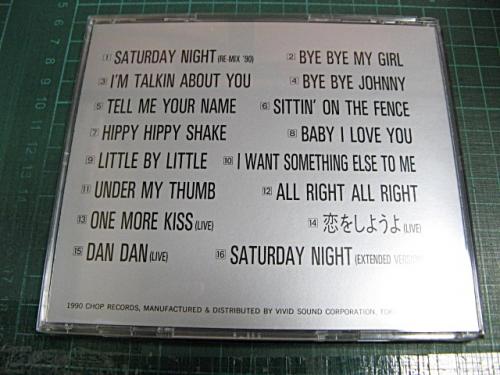 1 SATURDAY NIGHT (RE-MIX '90) 2 BYE BYE MY GIRL
3 I'M TALKIN ABOUT YOU 4 BYE BYE JOHNNY
5 TELL ME YOUR NAME 6 SITTIN' ON THE FENCE
7 HIPPY HIPPY SHAKE 8 BABY I LOVE YOU
9 LITTLE BY LITTLE 10 I WANT SOMETHING ELSE TO ME
11 UNDER MY THUMB 12 ALL RIGHT ALL RIGHT
13 ONE MORE KISS (LIVE) 14 恋をしようよ (LIVE)
15 DAN DAN (LIVE) 16 SATURDAY NIGHT (EXTENDED VERSION)
1990 CHOP RECORDS, MANUFACTURED & DISTRIBUTED BY VIVID SOUND CORPORATION,